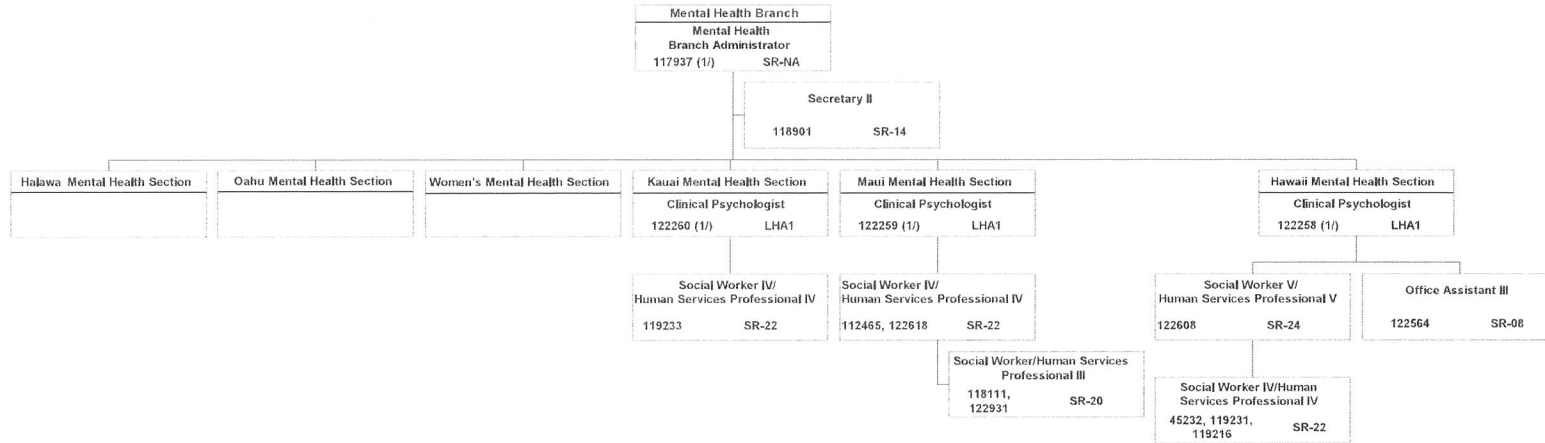 Mental Health Branch
Mental Health
Branch Administrator
117937 (1/) SR-NA
Secretary II
118901 SR-14
Halawa Mental Health Section
Oahu Mental Health Section
Women's Mental Health Section
Kauai Mental Health Section
Clinical Psychologist
122260 (1/) LHA1
Maui Mental Health Section
Clinical Psychologist
122259 (1/) LHA1
Hawaii Mental Health Section
Clinical Psychologist
122258 (1/) LHA1
Social Worker IV/
Human Services Professional IV
119233 SR-22
Social Worker IV/
Human Services Professional IV
112465, 122618 SR-22
Social Worker V/
Human Services Professional V
122608 SR-24
Office Assistant III
122564 SR-08
Social Worker/Human Services
Professional III
118111,
122931 SR-20
Social Worker IV/Human
Services Professional IV
45232, 119231,
119216 SR-22